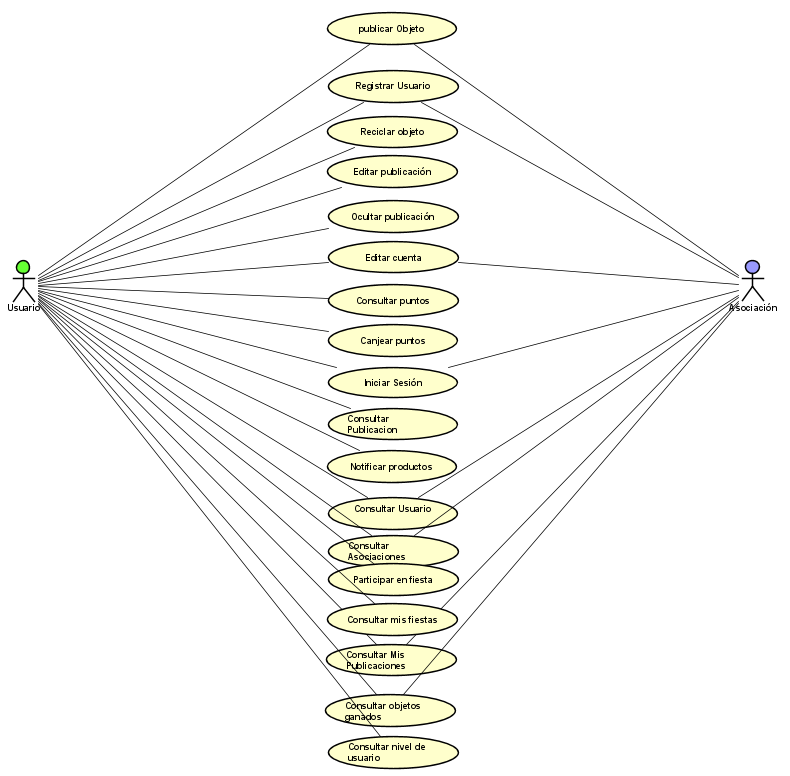 publicar Objeto
Registrar Usuario
Reciclar objeto
Editar publicación
Ocultar publicación
Editar cuenta
Usuario
Asociación
Consultar puntos
Canjear puntos
Iniciar Sesión
Consultar
Publicacion
Notificar productos
Consultar Usuario
Consultar
Asociaciones
Participar en fiesta
Consultar mis fiestas
Consultar Mis
Publicaciones
Consultar objetos
ganados
Consultar nivel de
usuario